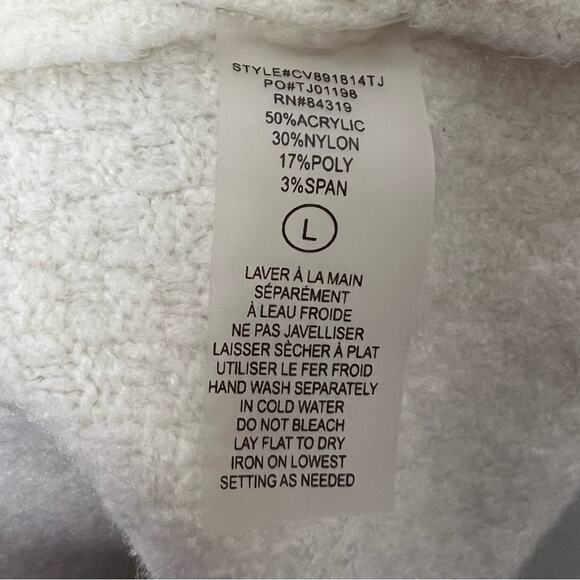 STYLE#CV891814TJ
PO#TJ01198
RN#84319
50%ACRYLIC
30%NYLON
17%POLY
3%SPAN
L
LAVER À LA MAIN
SÉPARÉMENT
À LEAU FROIDE
NE PAS JAVELLISER
LAISSER SÈCHER À PLAT
UTILISER LE FER FROID
HAND WASH SEPARATELY
IN COLD WATER
DO NOT BLEACH
LAY FLAT TO DRY
IRON ON LOWEST
SETTING AS NEEDED